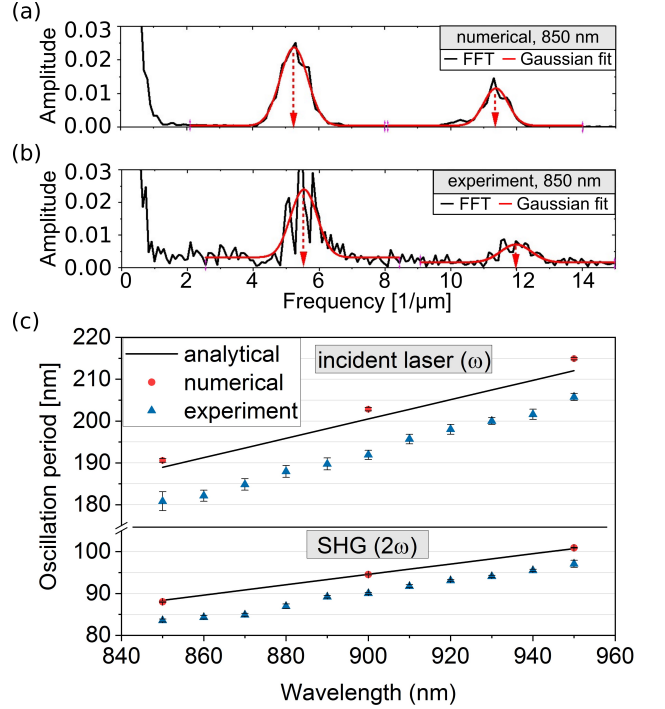 (a)
0.03
0.02
0.01
0.00
Amplitude
numerical, 850 nm
FFT Gaussian fit
(b)
0.03
0.02
0.01
0.00
Amplitude
experiment, 850 nm
FFT Gaussian fit
0 2 4 6 8 10 12 14
Frequency [1/µm]
(c)
220
210
200
190
180
100
90
80
Oscillation period [nm]
analytical
numerical
experiment
incident laser (ω)
SHG (2ω)
840 860 880 900 920 940 960
Wavelength (nm)